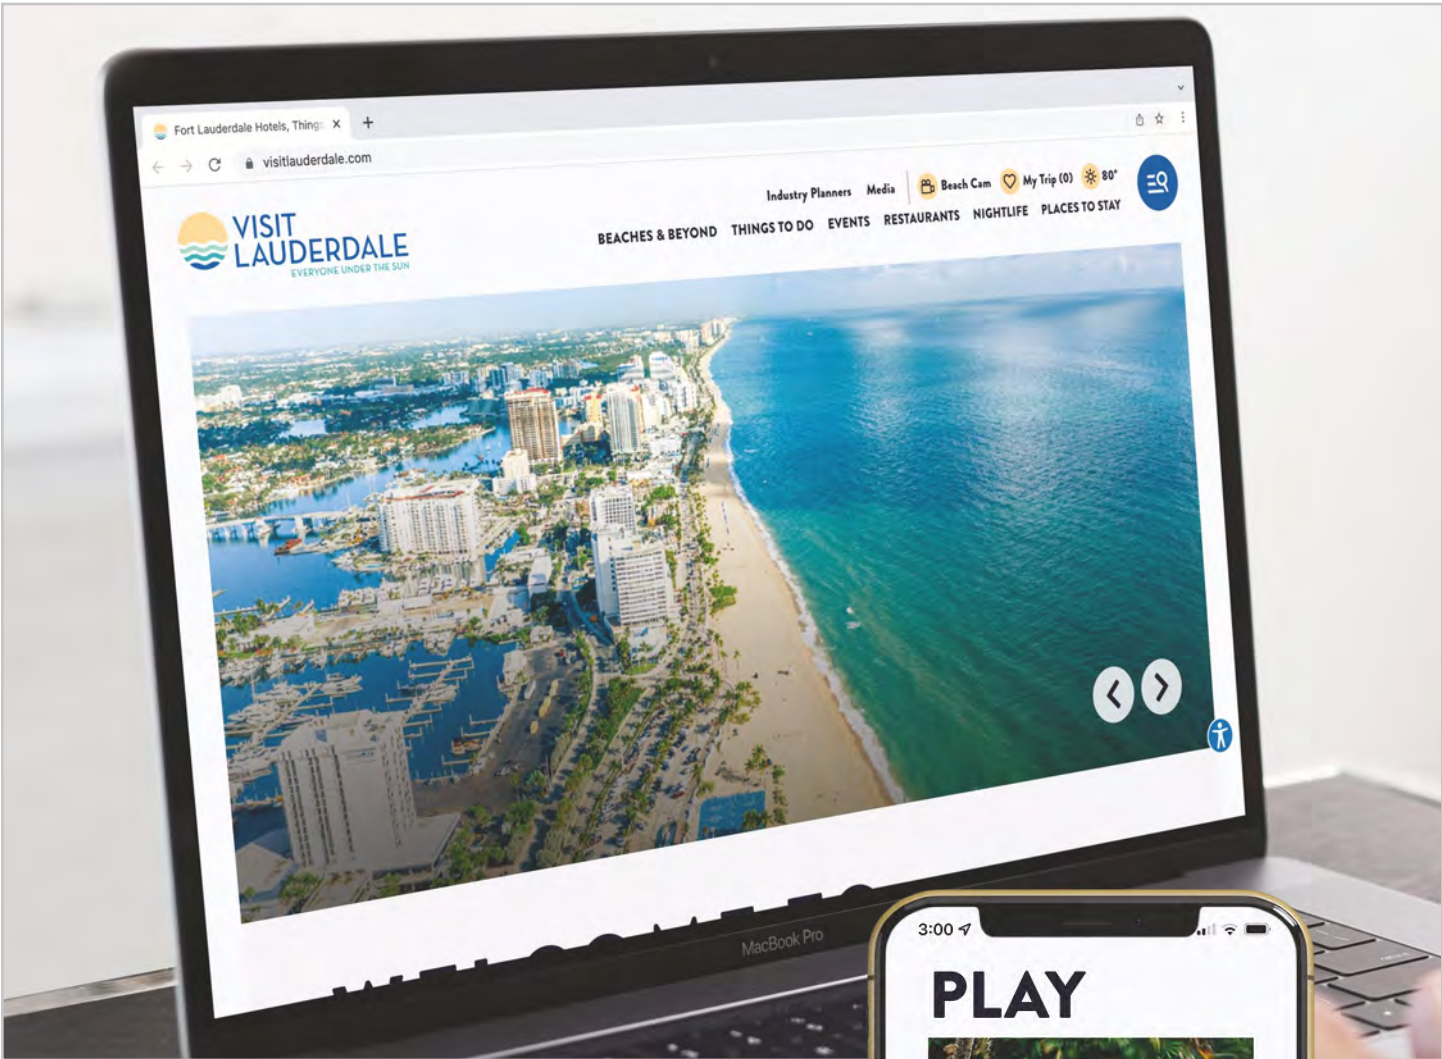 Fort Lauderdale Hotels, Things
visitlauderdale.com
Industry Planners Media Beach Cam My Trip (0) 80°
VISIT
LAUDERDALE
EVERYONE UNDER THE SUN
BEACHES & BEYOND THINGS TO DO EVENTS RESTAURANTS NIGHTLIFE PLACES TO STAY
MacBook Pro
3:00
PLAY